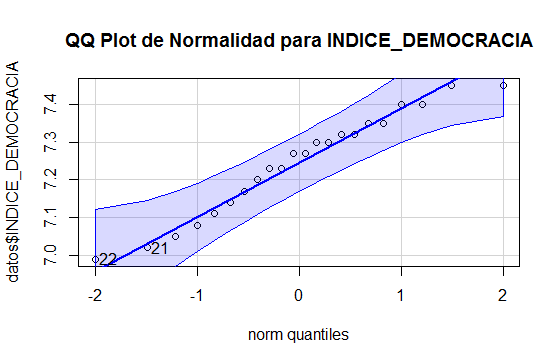 QQ Plot de Normalidad para INDICE_DEMOCRACIA
datos$INDICE_DEMOCRACIA
7.4
7.3
7.2
7.1
7.0
22
21
-2 -1 0 1 2
norm quantiles